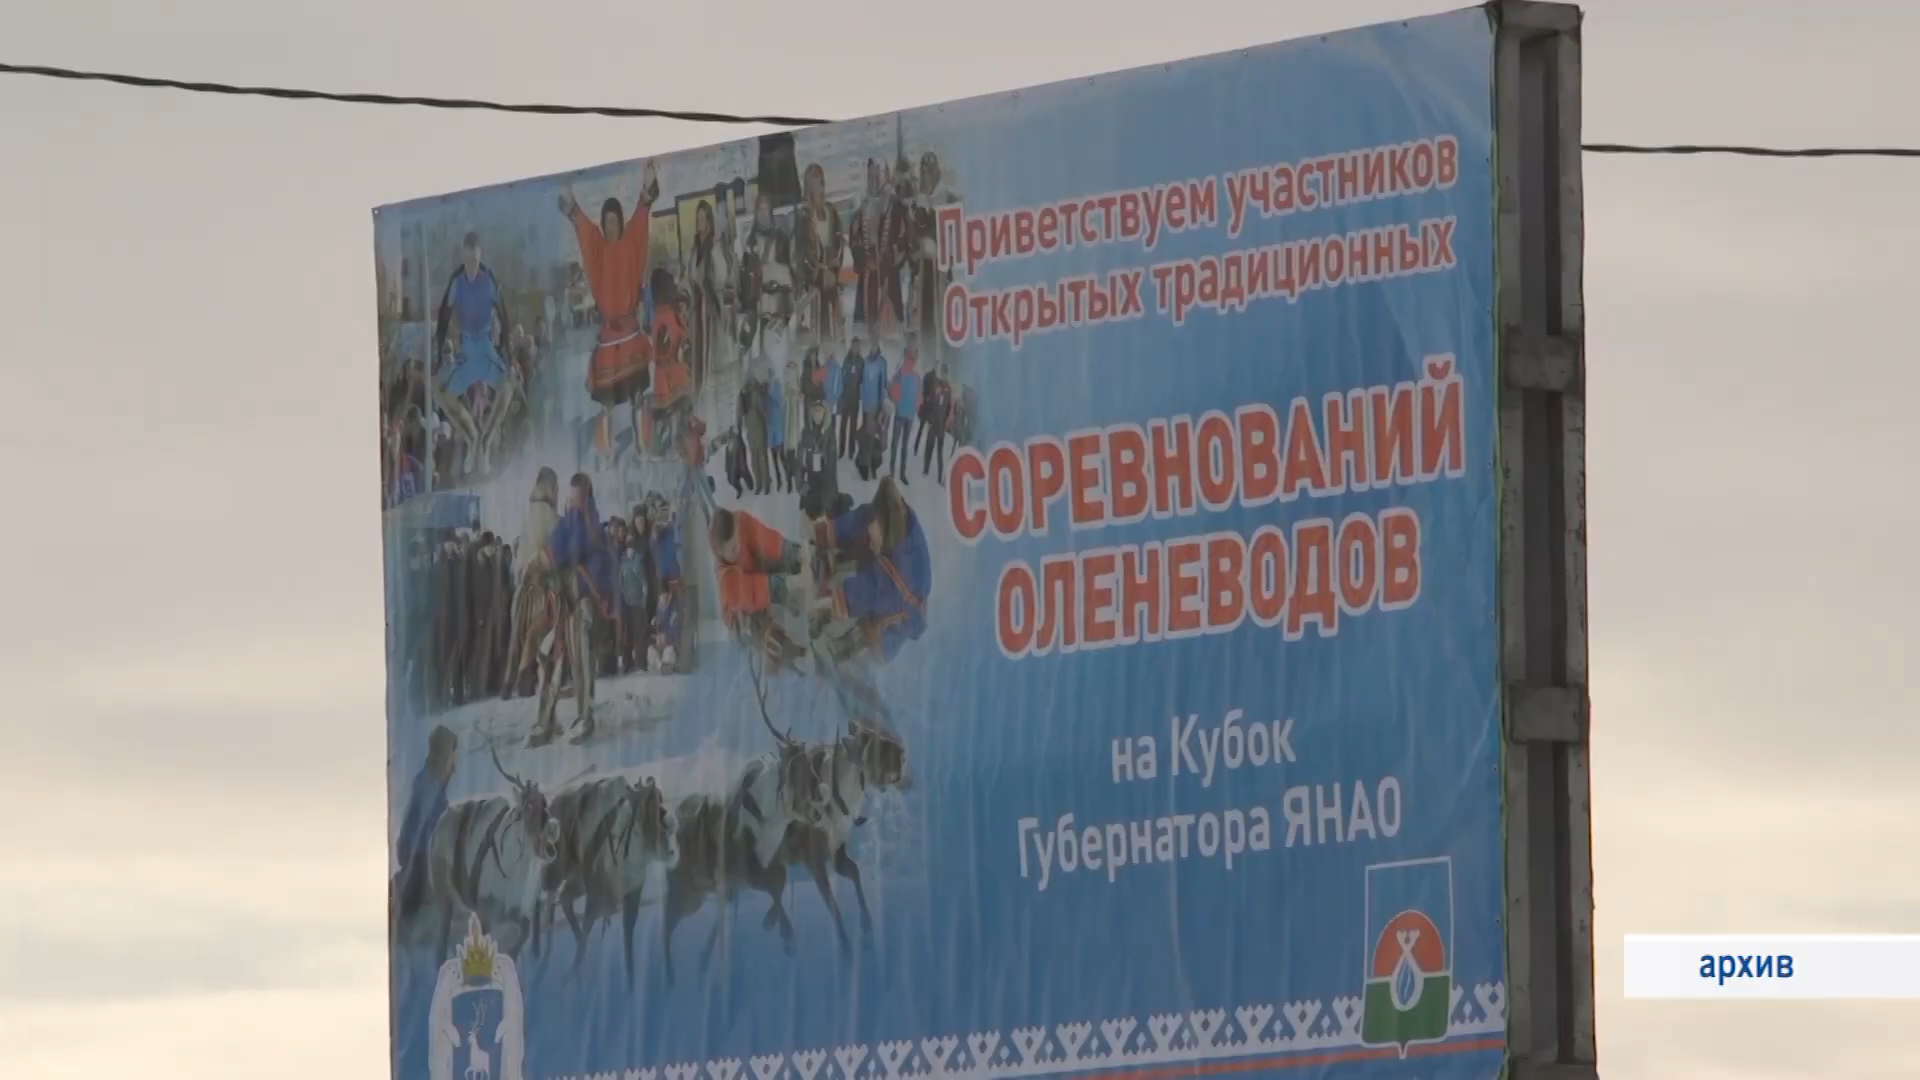 Приветствуем участников
Открытых традиционных
СОРЕВНОВАНИЙ
ОЛЕНЕВОДОВ
на Кубок
Губернатора ЯНАО
архив